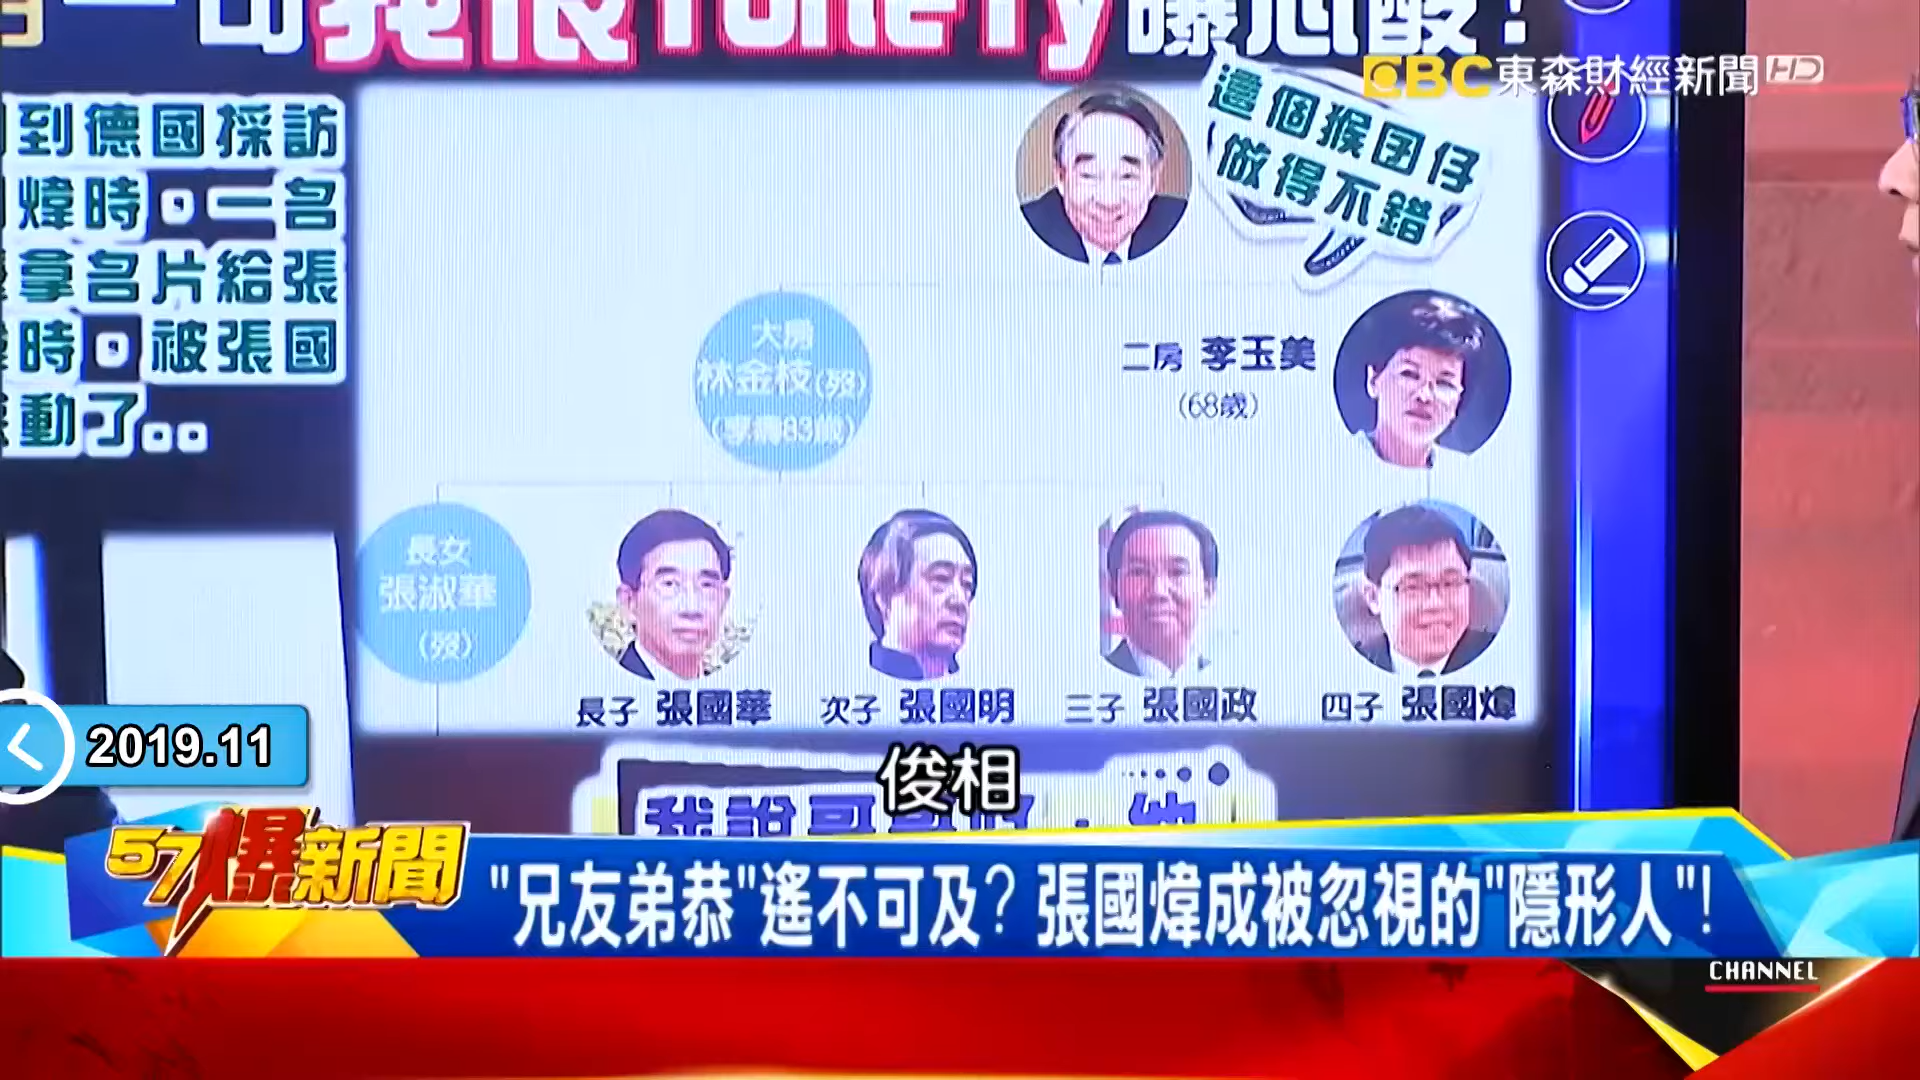 EBC 東森財經新聞 HD
到德國採訪
煒時。一名
拿名片給張
時。被張國
動了..
這個猴囝仔
做得不錯
大房
林金枝(歿)
(享壽83歲)
二房 李玉美
(68歲)
長女
張淑華
(歿)
長子 張國華
次子 張國明
三子 張國政
四子 張國煒
2019.11
俊相
57爆新聞
"兄友弟恭"遙不可及? 張國煒成被忽視的"隱形人"!
CHANNEL